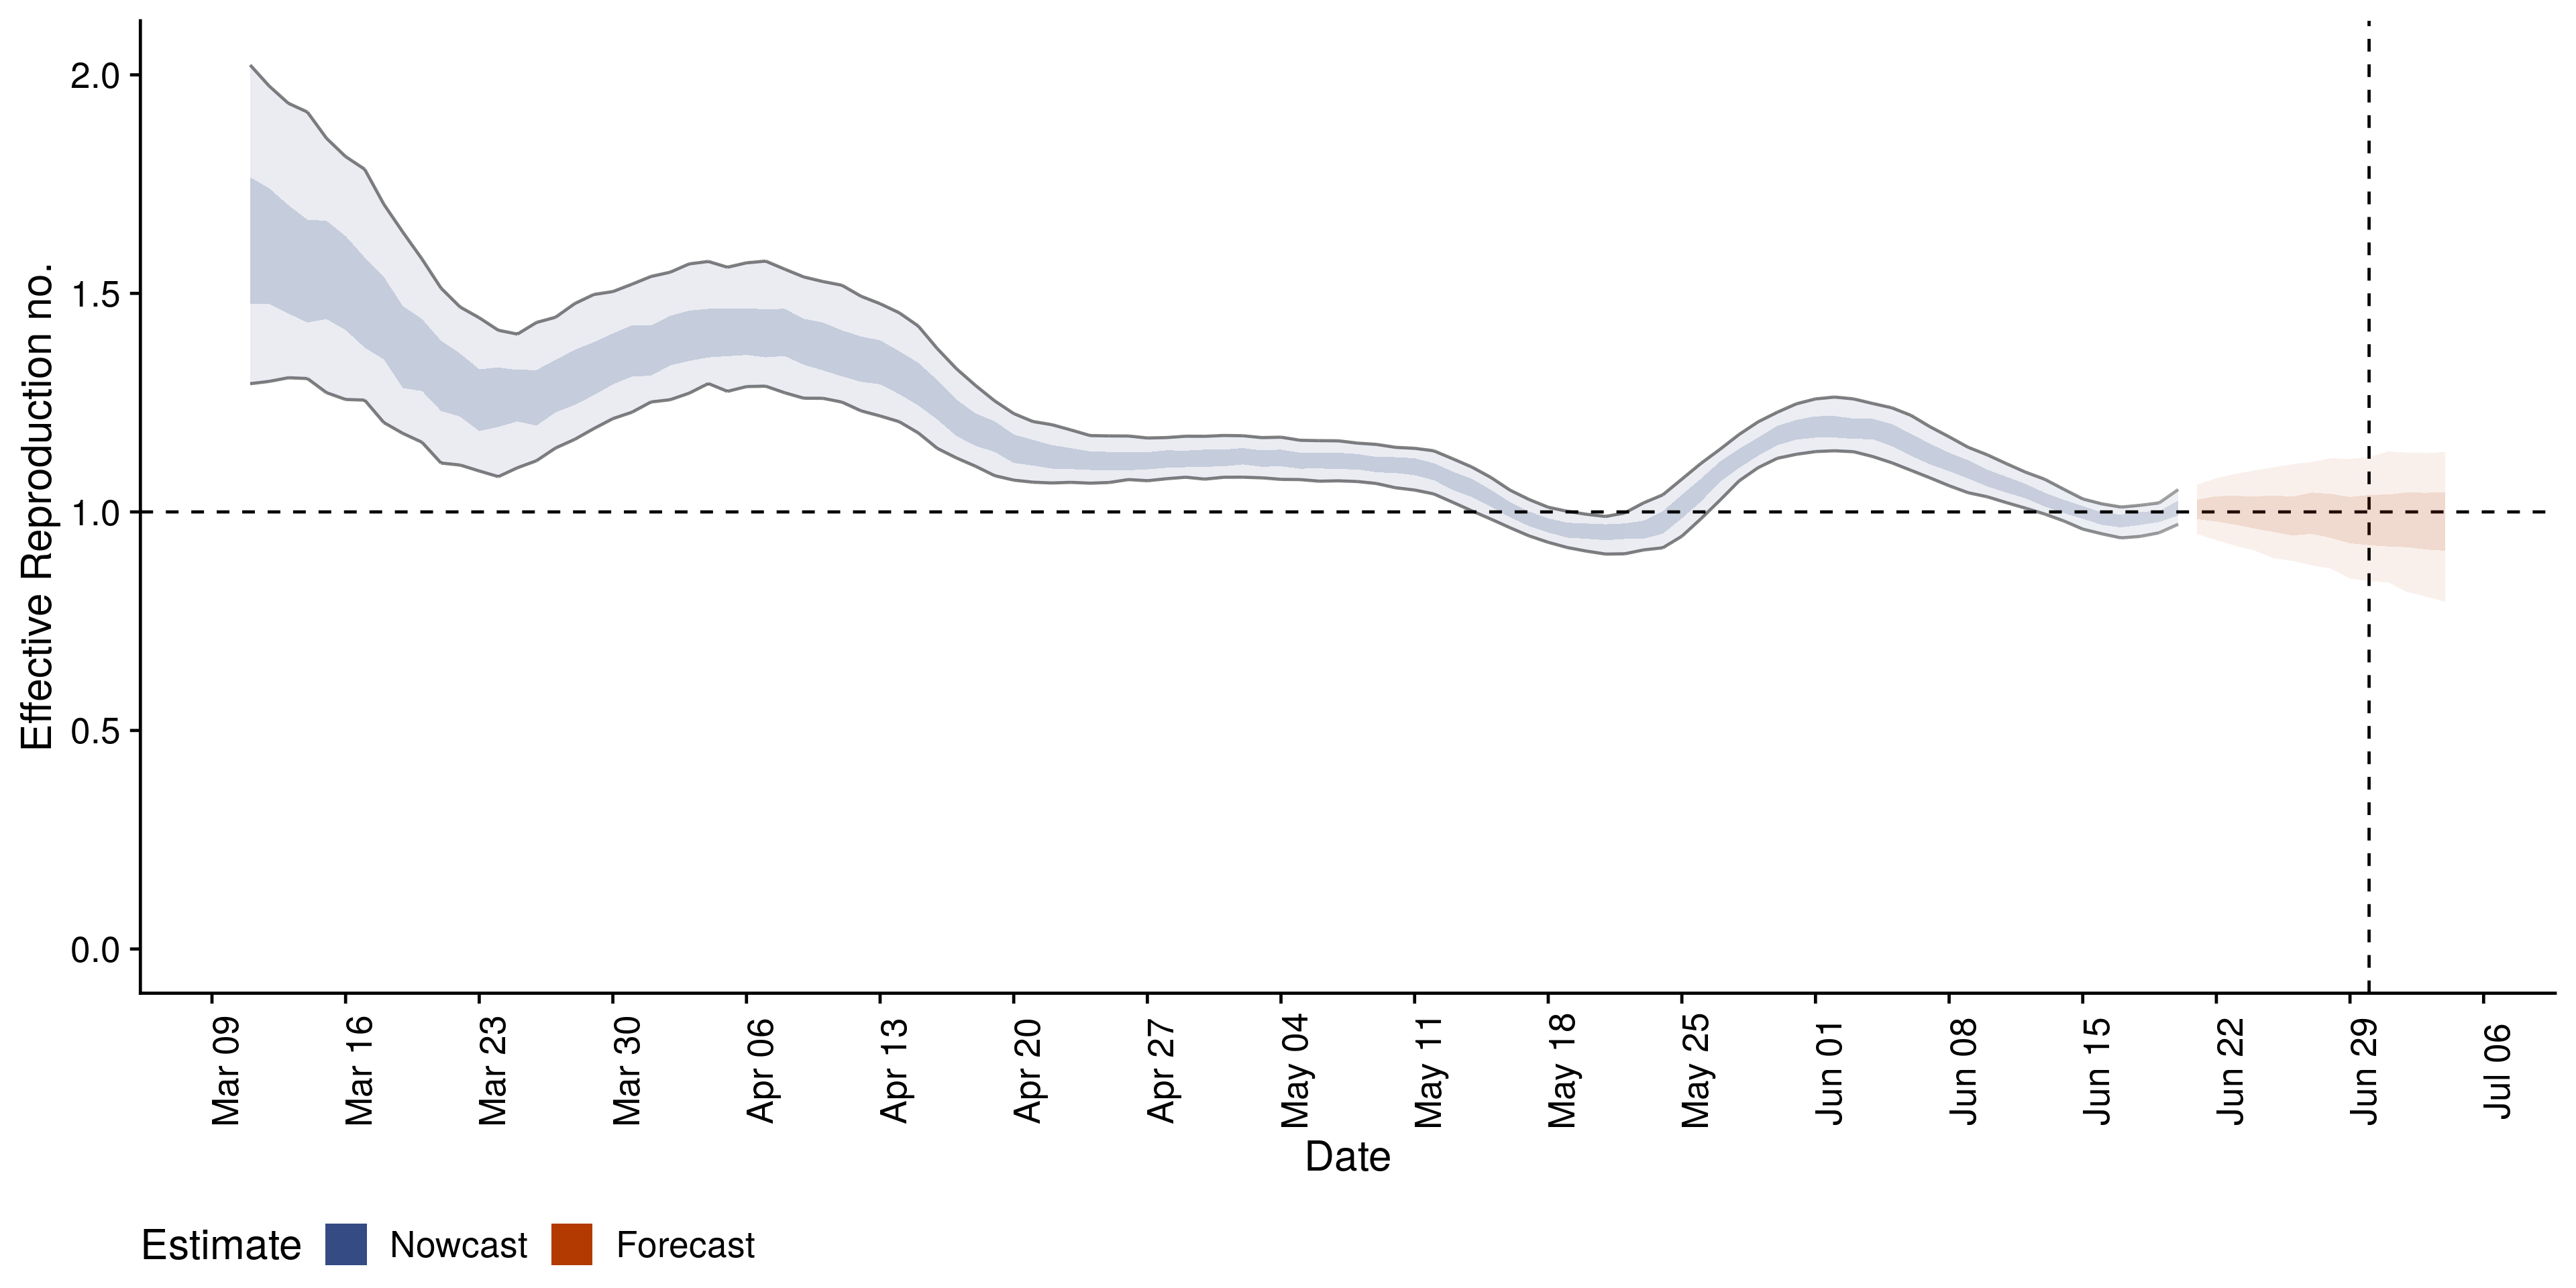 Effective Reproduction no.
2.0
1.5
1.0
0.5
0.0
Mar 09
Mar 16
Mar 23
Mar 30
Apr 06
Apr 13
Apr 20
Apr 27
May 04
May 11
May 18
May 25
Jun 01
Jun 08
Jun 15
Jun 22
Jun 29
Jul 06
Date
Estimate Nowcast Forecast